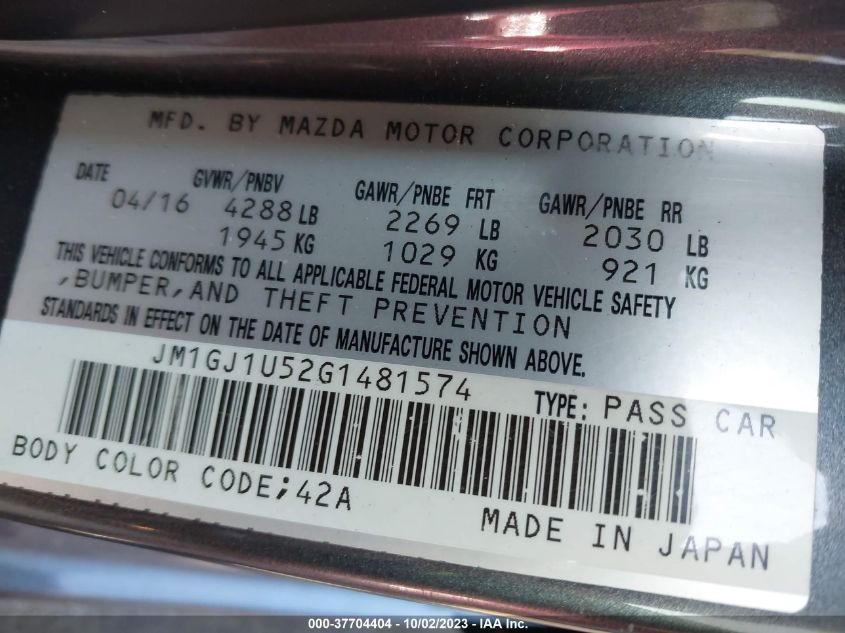 MFD. BY MAZDA MOTOR CORPORATION
DATE GVWR/PNBV GAWR/PNBE FRT GAWR/PNBE RR
04/16 4288 LB 2269 LB 2030 LB
1945 KG 1029 KG 921 KG
THIS VEHICLE CONFORMS TO ALL APPLICABLE FEDERAL MOTOR VEHICLE SAFETY
,BUMPER,AND THEFT PREVENTION
STANDARDS IN EFFECT ON THE DATE OF MANUFACTURE SHOWN ABOVE.
JM1GJ1U52G1481574 TYPE: PASS CAR
BODY COLOR CODE;42A
MADE IN JAPAN
000-37704404 - 10/02/2023 - IAA Inc.